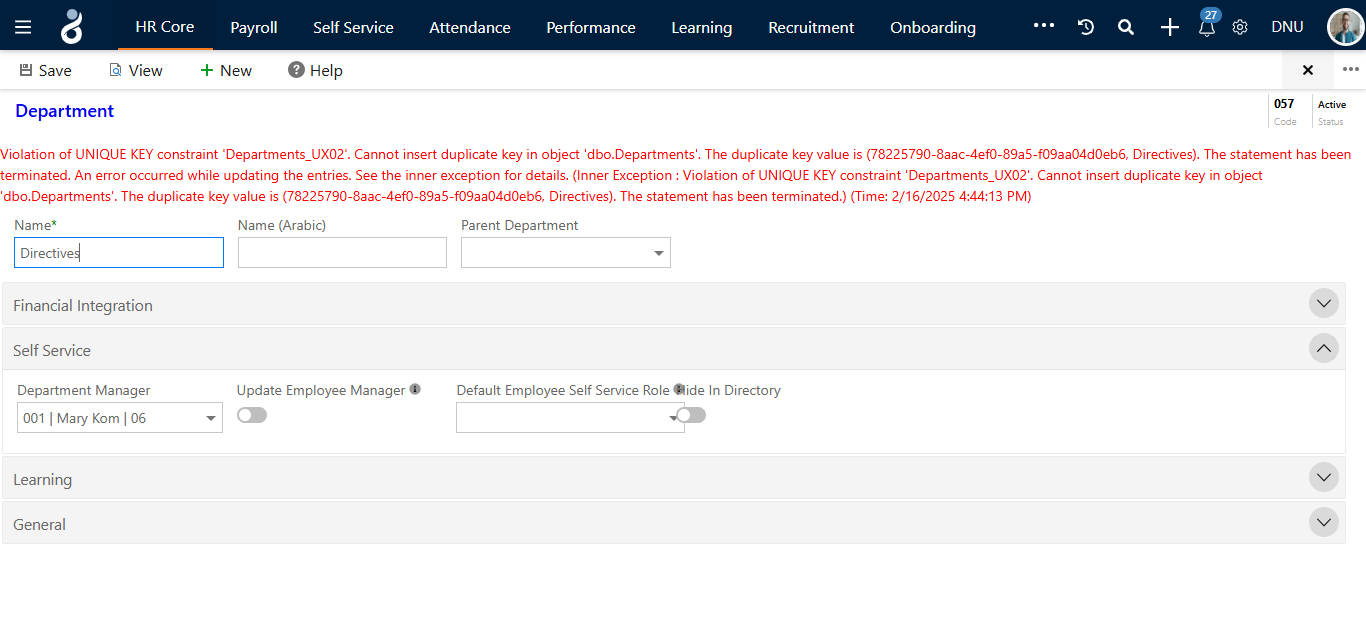 HR Core Payroll Self Service Attendance Performance Learning Recruitment Onboarding ••• 27 DNU
Save View New Help
Department
057 Active
Code Status
Violation of UNIQUE KEY constraint 'Departments_UX02'. Cannot insert duplicate key in object 'dbo.Departments'. The duplicate key value is (78225790-8aac-4ef0-89a5-f09aa04d0eb6, Directives). The statement has been
terminated. An error occurred while updating the entries. See the inner exception for details. (Inner Exception : Violation of UNIQUE KEY constraint 'Departments_UX02'. Cannot insert duplicate key in object
'dbo.Departments'. The duplicate key value is (78225790-8aac-4ef0-89a5-f09aa04d0eb6, Directives). The statement has been terminated.) (Time: 2/16/2025 4:44:13 PM)
Name* Name (Arabic) Parent Department
Directives
Financial Integration
Self Service
Department Manager Update Employee Manager Default Employee Self Service Role Hide In Directory
001 | Mary Kom | 06
Learning
General